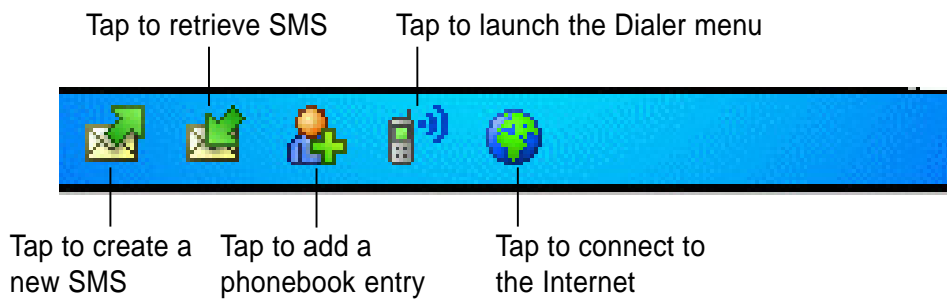 Tap to retrieve SMS
Tap to launch the Dialer menu
Tap to create a
new SMS
Tap to add a
phonebook entry
Tap to connect to
the Internet